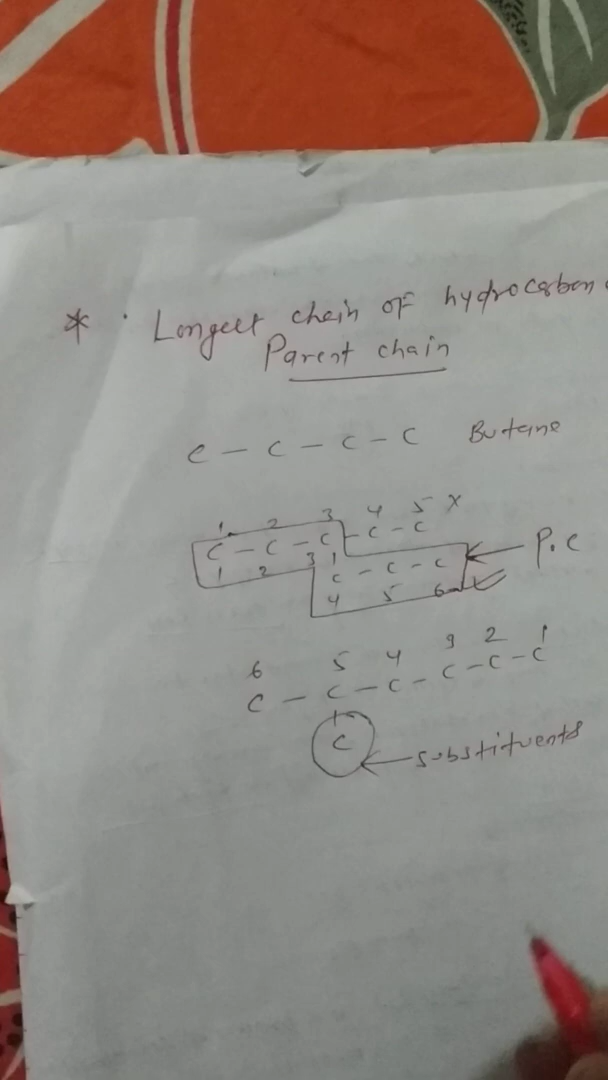 * · Longest chain of hydrocarbon
Parent chain
C - C - C - C Butane
1 2 3 4 5 x
C - C - C - C - C
1 2 3
C - C - C P.C
4 5 6
6 5 4 3 2 1
C - C - C - C - C - C
C substituents